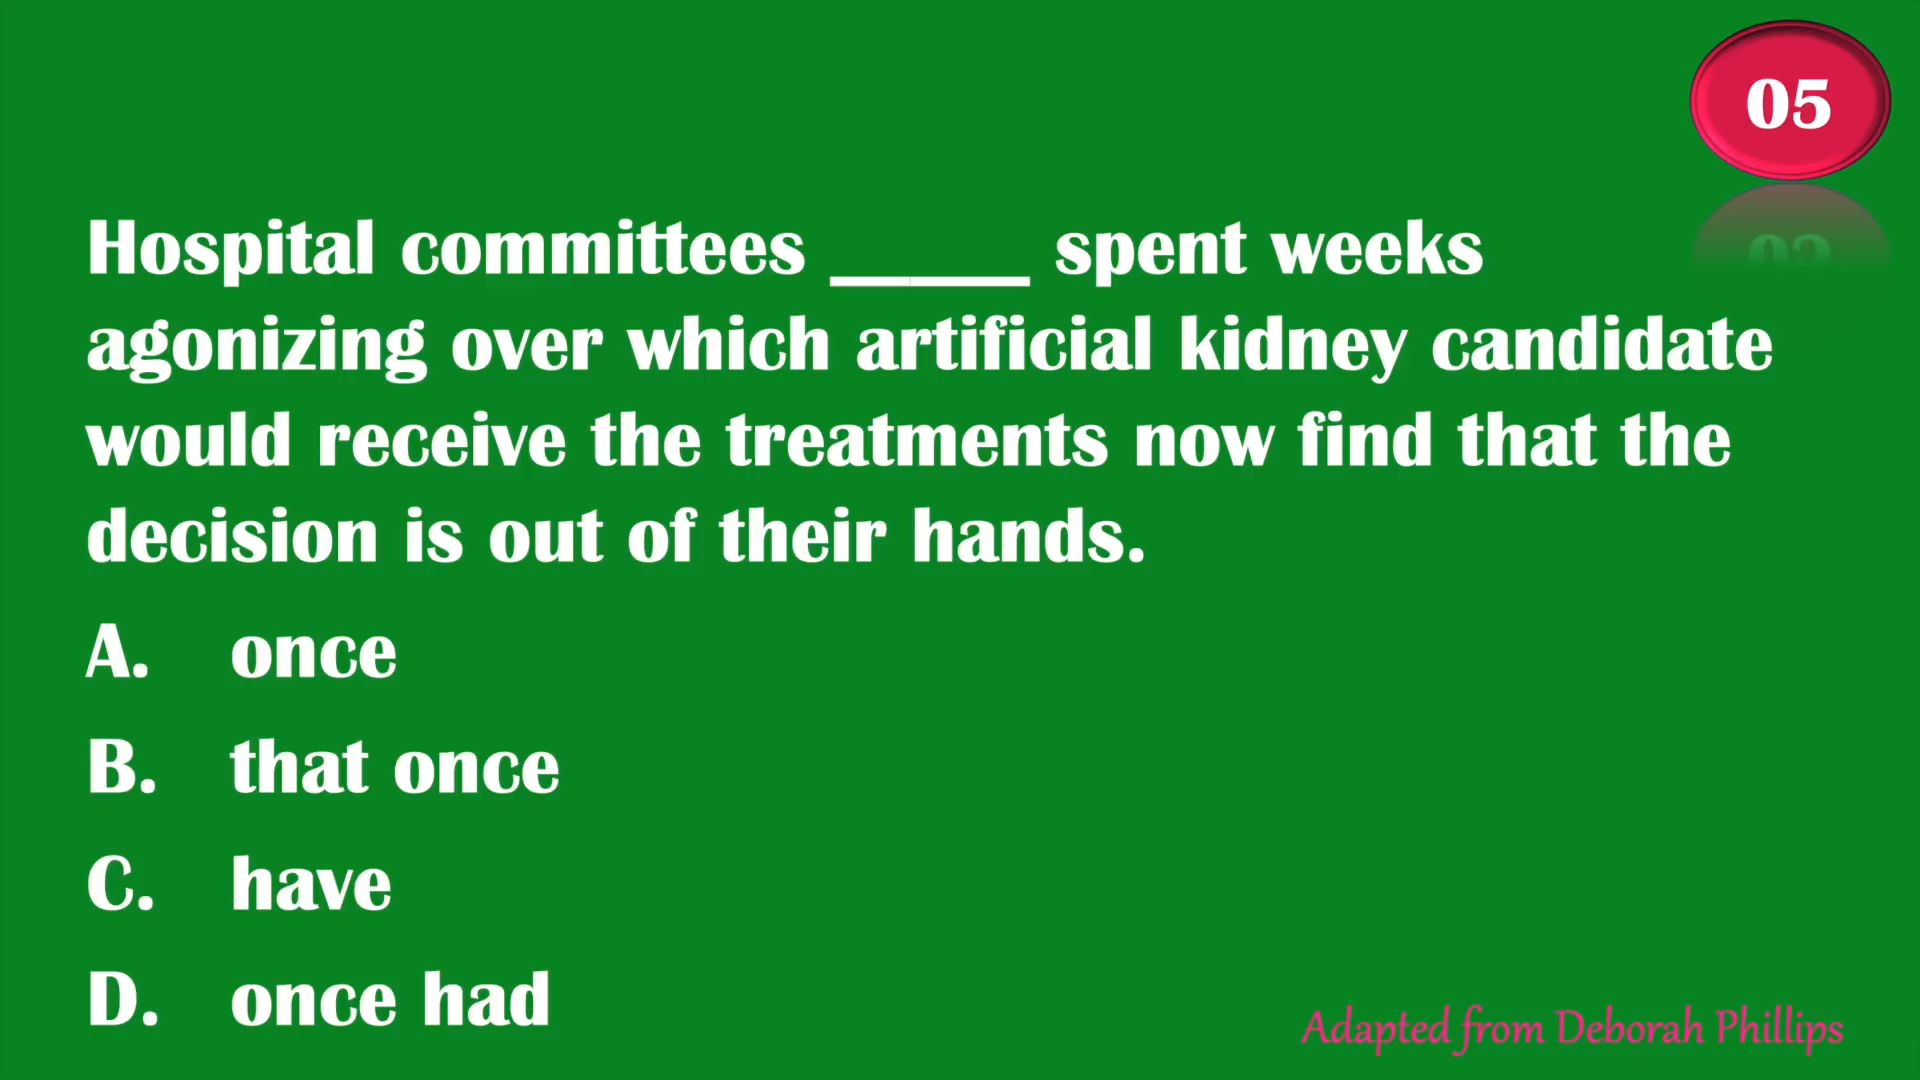 05
Hospital committees _____ spent weeks
agonizing over which artificial kidney candidate
would receive the treatments now find that the
decision is out of their hands.
A. once
B. that once
C. have
D. once had
Adapted from Deborah Phillips